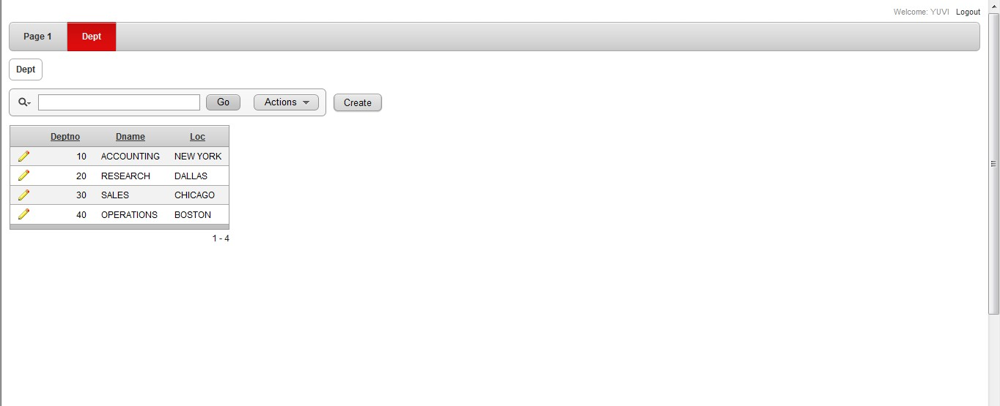 Welcome: YUVI Logout
Page 1 Dept
Dept
Go Actions Create
Deptno Dname Loc
10 ACCOUNTING NEW YORK
20 RESEARCH DALLAS
30 SALES CHICAGO
40 OPERATIONS BOSTON
1 - 4